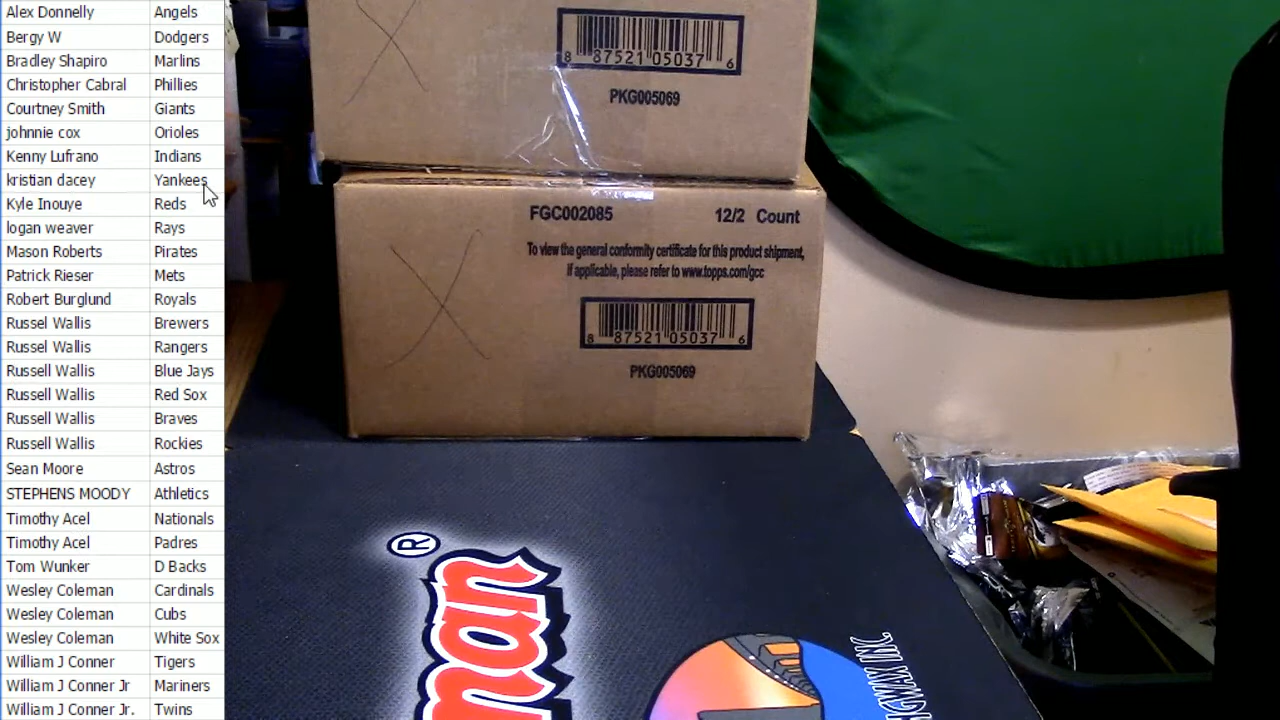 Alex Donnelly Angels
Bergy W Dodgers
Bradley Shapiro Marlins
Christopher Cabral Phillies
Courtney Smith Giants
johnnie cox Orioles
Kenny Lufrano Indians
kristian dacey Yankees
Kyle Inouye Reds
logan weaver Rays
Mason Roberts Pirates
Patrick Rieser Mets
Robert Burglund Royals
Russel Wallis Brewers
Russel Wallis Rangers
Russell Wallis Blue Jays
Russell Wallis Red Sox
Russell Wallis Braves
Russell Wallis Rockies
Sean Moore Astros
STEPHENS MOODY Athletics
Timothy Acel Nationals
Timothy Acel Padres
Tom Wunker D Backs
Wesley Coleman Cardinals
Wesley Coleman Cubs
Wesley Coleman White Sox
William J Conner Tigers
William J Conner Jr Mariners
William J Conner Jr. Twins
8 87521 05037 6
PKG005069
FGC002085 12/2 Count
To view the general conformity certificate for this product shipment,
if applicable, please refer to www.topps.com/gcc
8 87521 05037 6
PKG005069
®